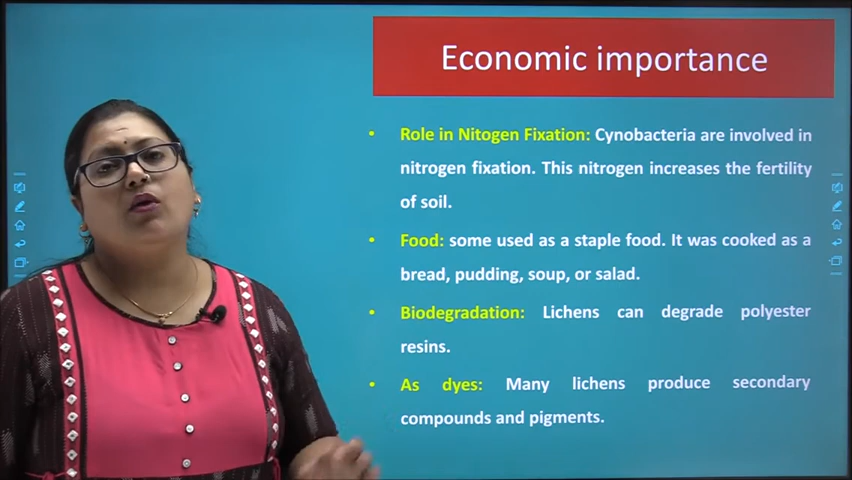 Economic importance
• Role in Nitogen Fixation: Cynobacteria are involved in
nitrogen fixation. This nitrogen increases the fertility
of soil.
• Food: some used as a staple food. It was cooked as a
bread, pudding, soup, or salad.
• Biodegradation: Lichens can degrade polyester
resins.
• As dyes: Many lichens produce secondary
compounds and pigments.